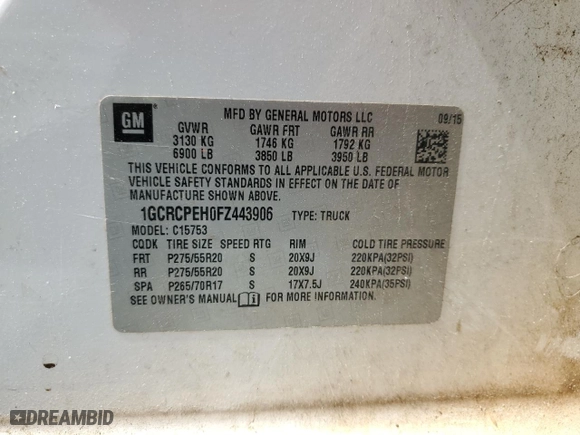 GM
®
MFD BY GENERAL MOTORS LLC
09/15
GVWR GAWR FRT GAWR RR
3130 KG 1746 KG 1792 KG
6900 LB 3850 LB 3950 LB
THIS VEHICLE CONFORMS TO ALL APPLICABLE U.S. FEDERAL MOTOR
VEHICLE SAFETY STANDARDS IN EFFECT ON THE DATE OF
MANUFACTURE SHOWN ABOVE.
1GCRCPEH0FZ443906 TYPE: TRUCK
MODEL: C15753
CQDK TIRE SIZE SPEED RTG RIM COLD TIRE PRESSURE
FRT P275/55R20 S 20X9J 220KPA(32PSI)
RR P275/55R20 S 20X9J 220KPA(32PSI)
SPA P265/70R17 S 17X7.5J 240KPA(35PSI)
SEE OWNER'S MANUAL FOR MORE INFORMATION.
DREAMBID